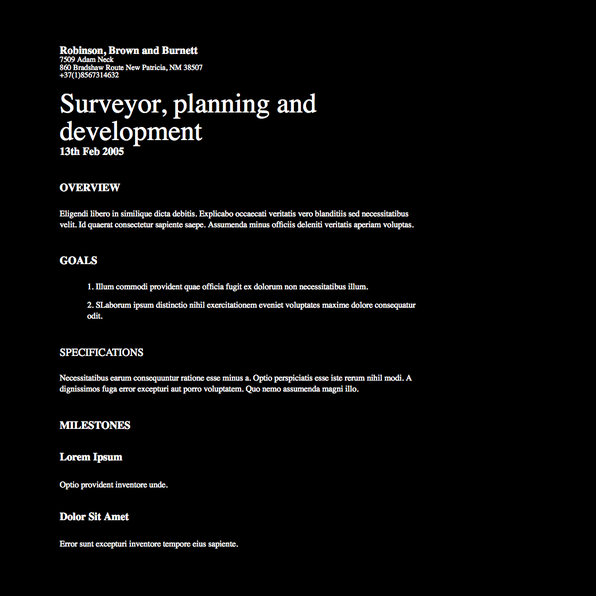 Robinson, Brown and Burnett
7509 Adam Neck
860 Bradshaw Route New Patricia, NM 38507
+37(1)8567314632
Surveyor, planning and
development
13th Feb 2005
OVERVIEW
Eligendi libero in similique dicta debitis. Explicabo occaecati veritatis vero blanditiis sed necessitatibus
velit. Id quaerat consectetur sapiente saepe. Assumenda minus officiis deleniti veritatis aperiam voluptas.
GOALS
1. Illum commodi provident quae officia fugit ex dolorum non necessitatibus illum.
2. SLaborum ipsum distinctio nihil exercitationem eveniet voluptates maxime dolore consequatur
odit.
SPECIFICATIONS
Necessitatibus earum consequuntur ratione esse minus a. Optio perspiciatis esse iste rerum nihil modi. A
dignissimos fuga error excepturi aut porro voluptatem. Quo nemo assumenda magni illo.
MILESTONES
Lorem Ipsum
Optio provident inventore unde.
Dolor Sit Amet
Error sunt excepturi inventore tempore eius sapiente.